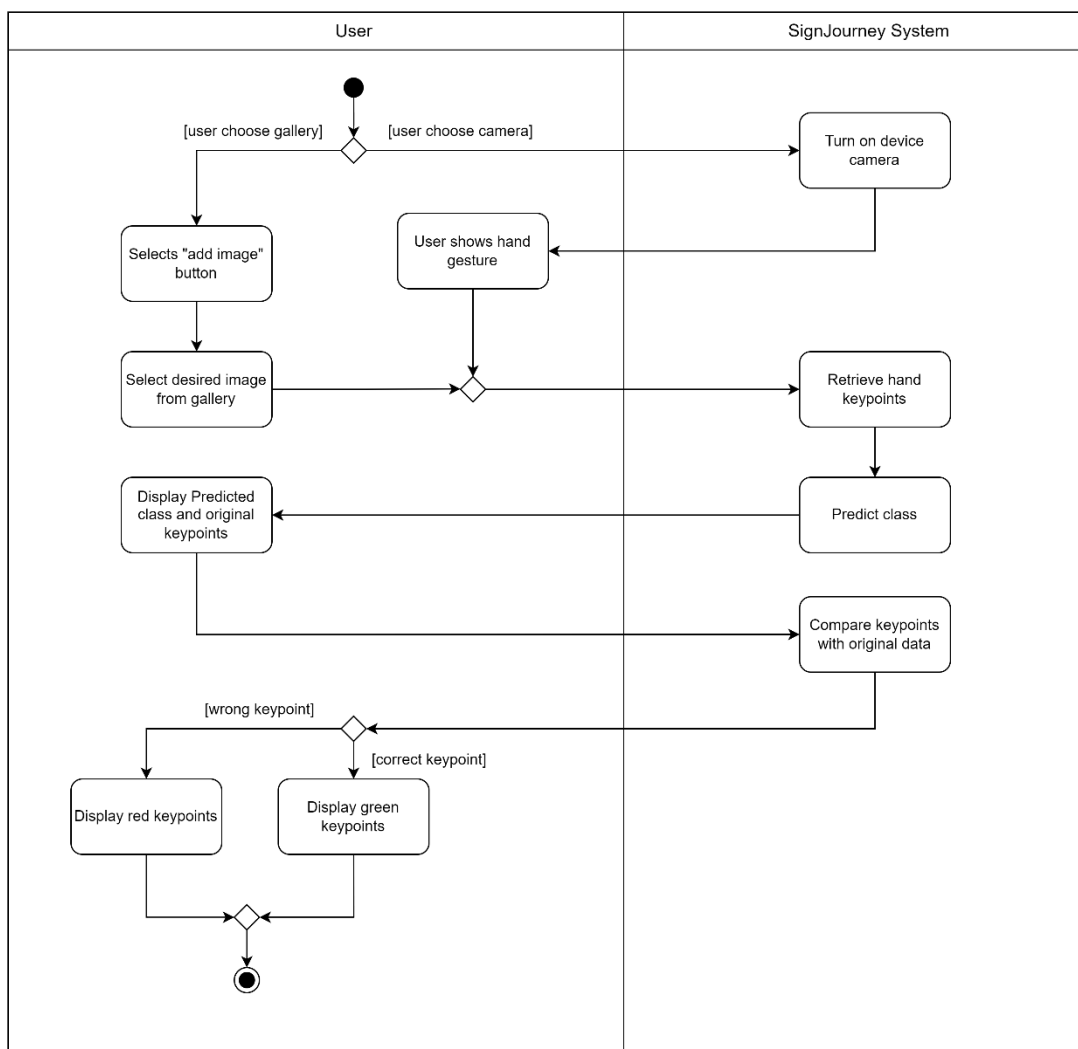 User
SignJourney System
[user choose gallery]
[user choose camera]
Turn on device
camera
Selects "add image"
button
User shows hand
gesture
Select desired image
from gallery
Retrieve hand
keypoints
Display Predicted
class and original
keypoints
Predict class
Compare keypoints
with original data
[wrong keypoint]
[correct keypoint]
Display red keypoints
Display green
keypoints